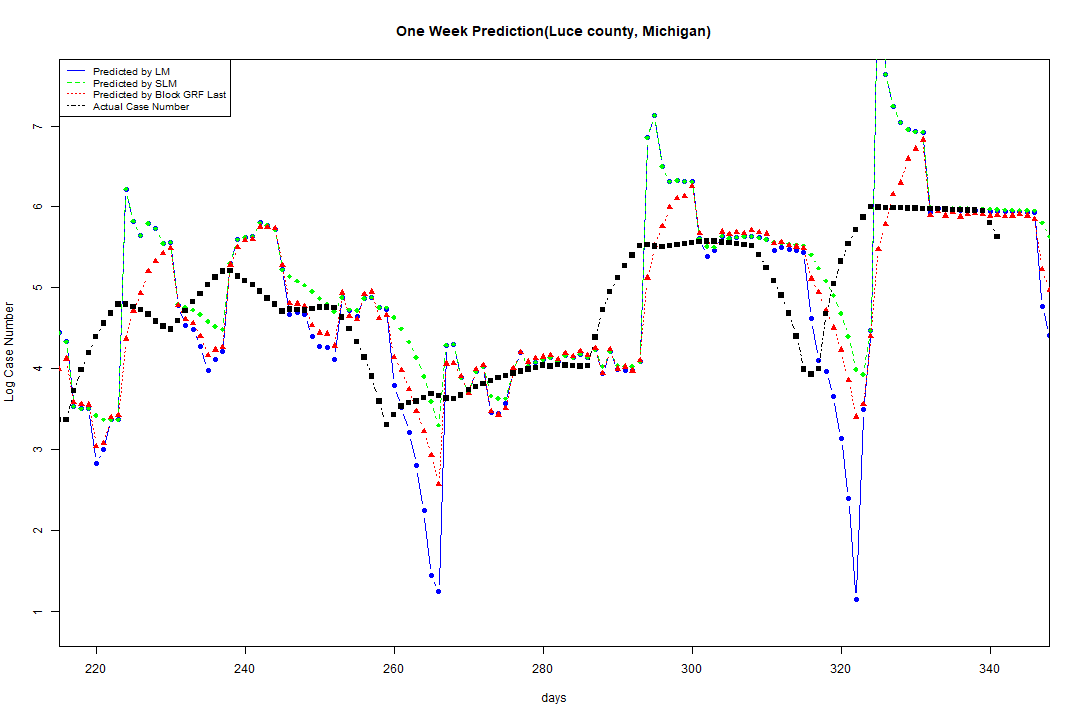 One Week Prediction(Luce county, Michigan)
Predicted by LM
Predicted by SLM
Predicted by Block GRF Last
Actual Case Number
Log Case Number
7
6
5
4
3
2
1
220 240 260 280 300 320 340
days